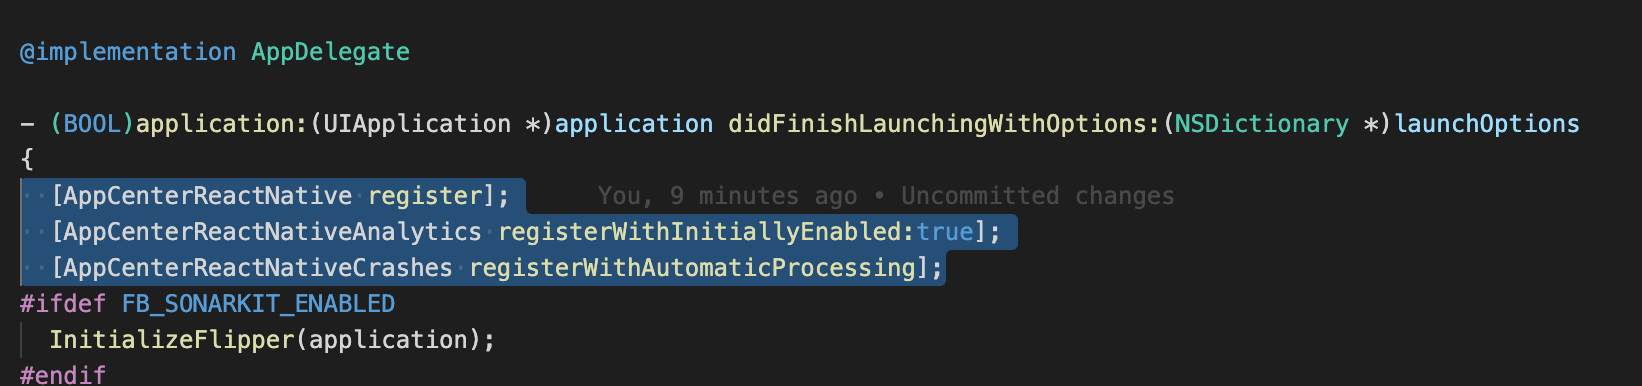 @implementation AppDelegate
- (BOOL)application:(UIApplication *)application didFinishLaunchingWithOptions:(NSDictionary *)launchOptions
{
[AppCenterReactNative register]; You, 9 minutes ago • Uncommitted changes
[AppCenterReactNativeAnalytics registerWithInitiallyEnabled:true];
[AppCenterReactNativeCrashes registerWithAutomaticProcessing];
#ifdef FB_SONARKIT_ENABLED
InitializeFlipper(application);
#endif